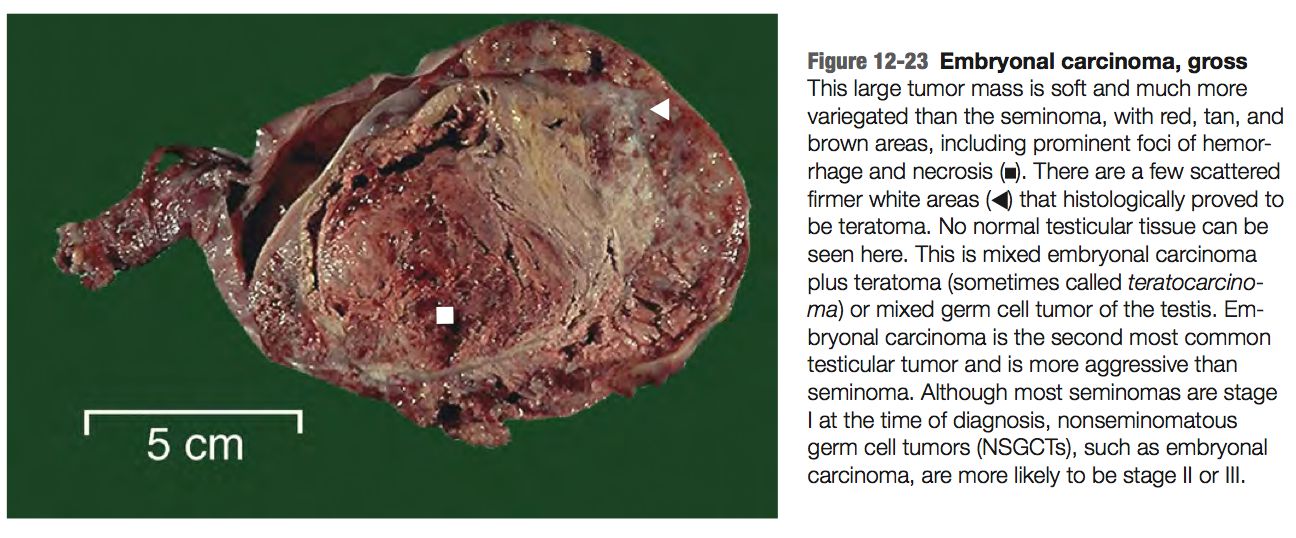 5 cm
Figure 12-23 Embryonal carcinoma, gross
This large tumor mass is soft and much more
variegated than the seminoma, with red, tan, and
brown areas, including prominent foci of hemor-
rhage and necrosis (■). There are a few scattered
firmer white areas (◀) that histologically proved to
be teratoma. No normal testicular tissue can be
seen here. This is mixed embryonal carcinoma
plus teratoma (sometimes called teratocarcino-
ma) or mixed germ cell tumor of the testis. Em-
bryonal carcinoma is the second most common
testicular tumor and is more aggressive than
seminoma. Although most seminomas are stage
I at the time of diagnosis, nonseminomatous
germ cell tumors (NSGCTs), such as embryonal
carcinoma, are more likely to be stage II or III.